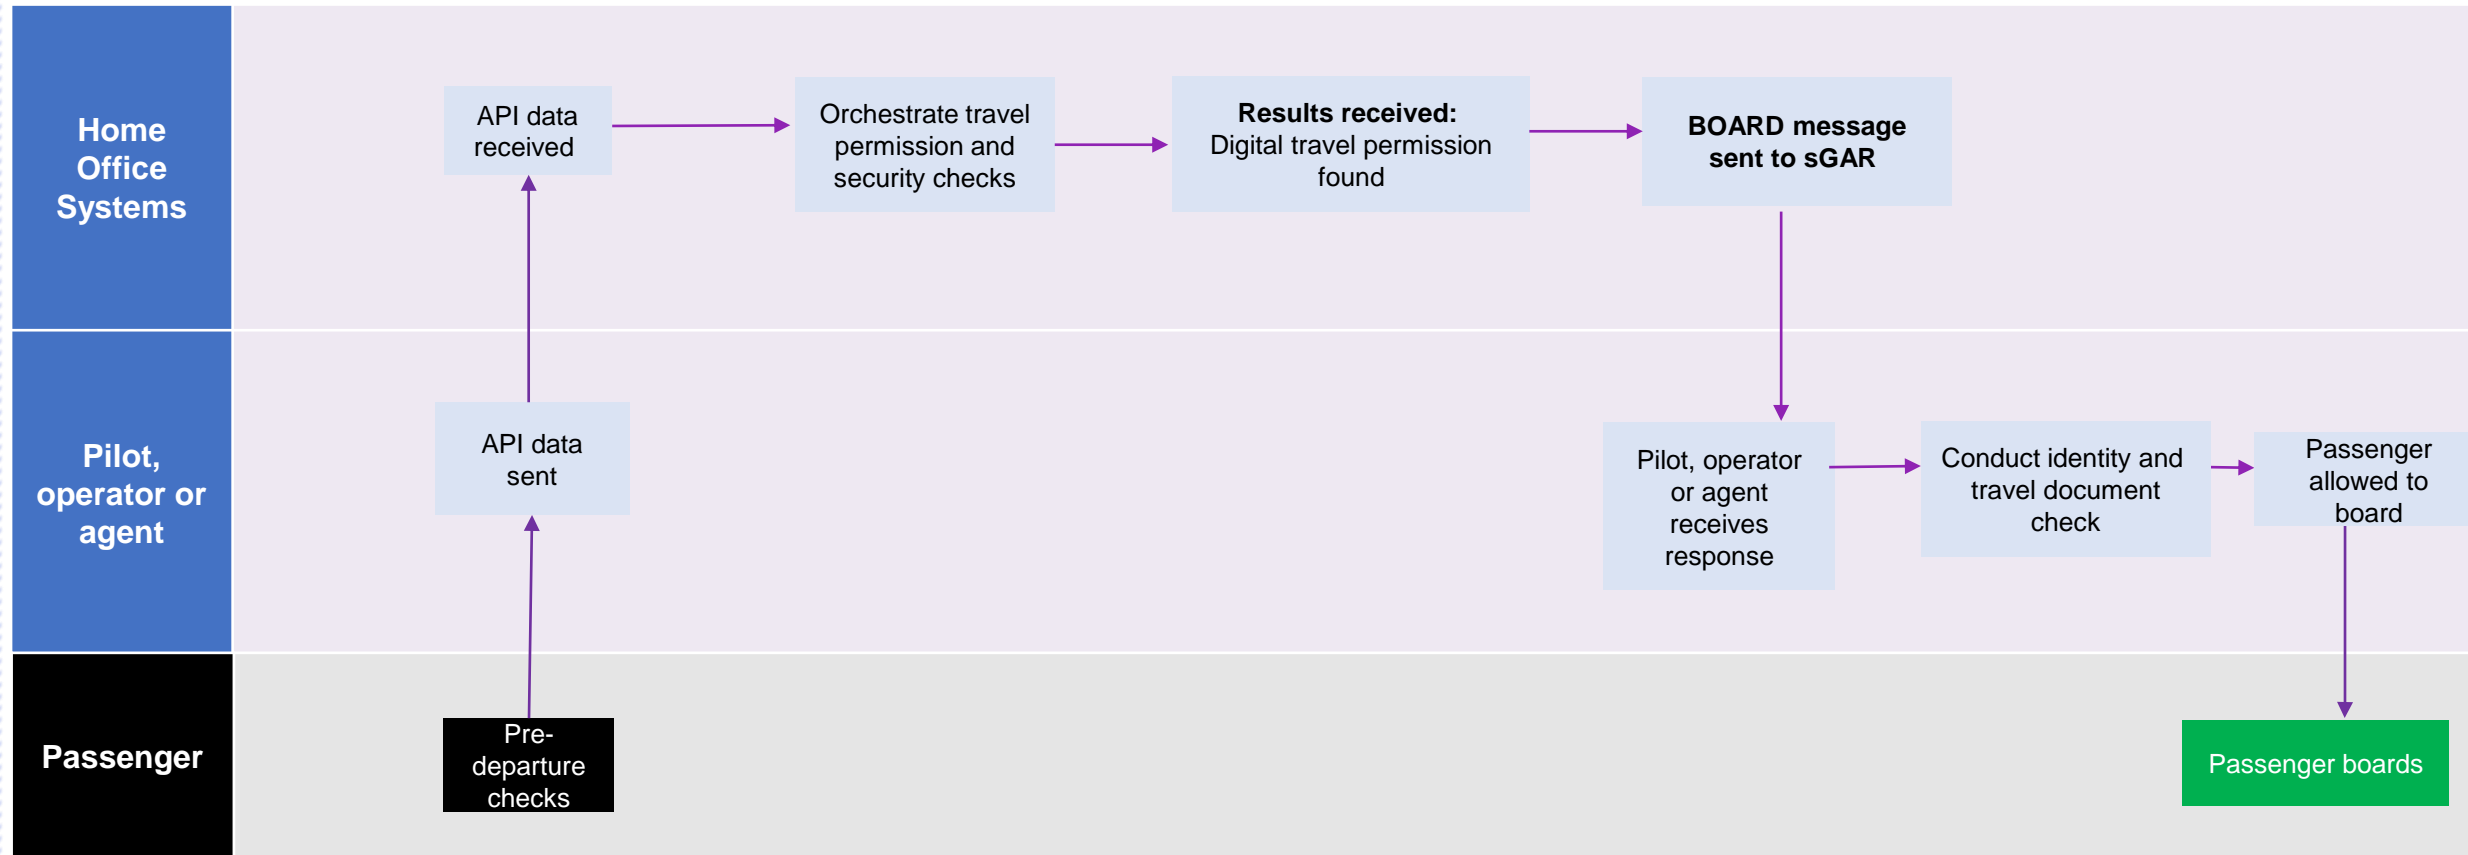 Home
Office
Systems
API data
received
Orchestrate travel
permission and
security checks
Results received:
Digital travel permission
found
BOARD message
sent to sGAR
Pilot,
operator or
agent
API data
sent
Pilot, operator
or agent
receives
response
Conduct identity and
travel document
check
Passenger
allowed to
board
Passenger
Pre-
departure
checks
Passenger boards